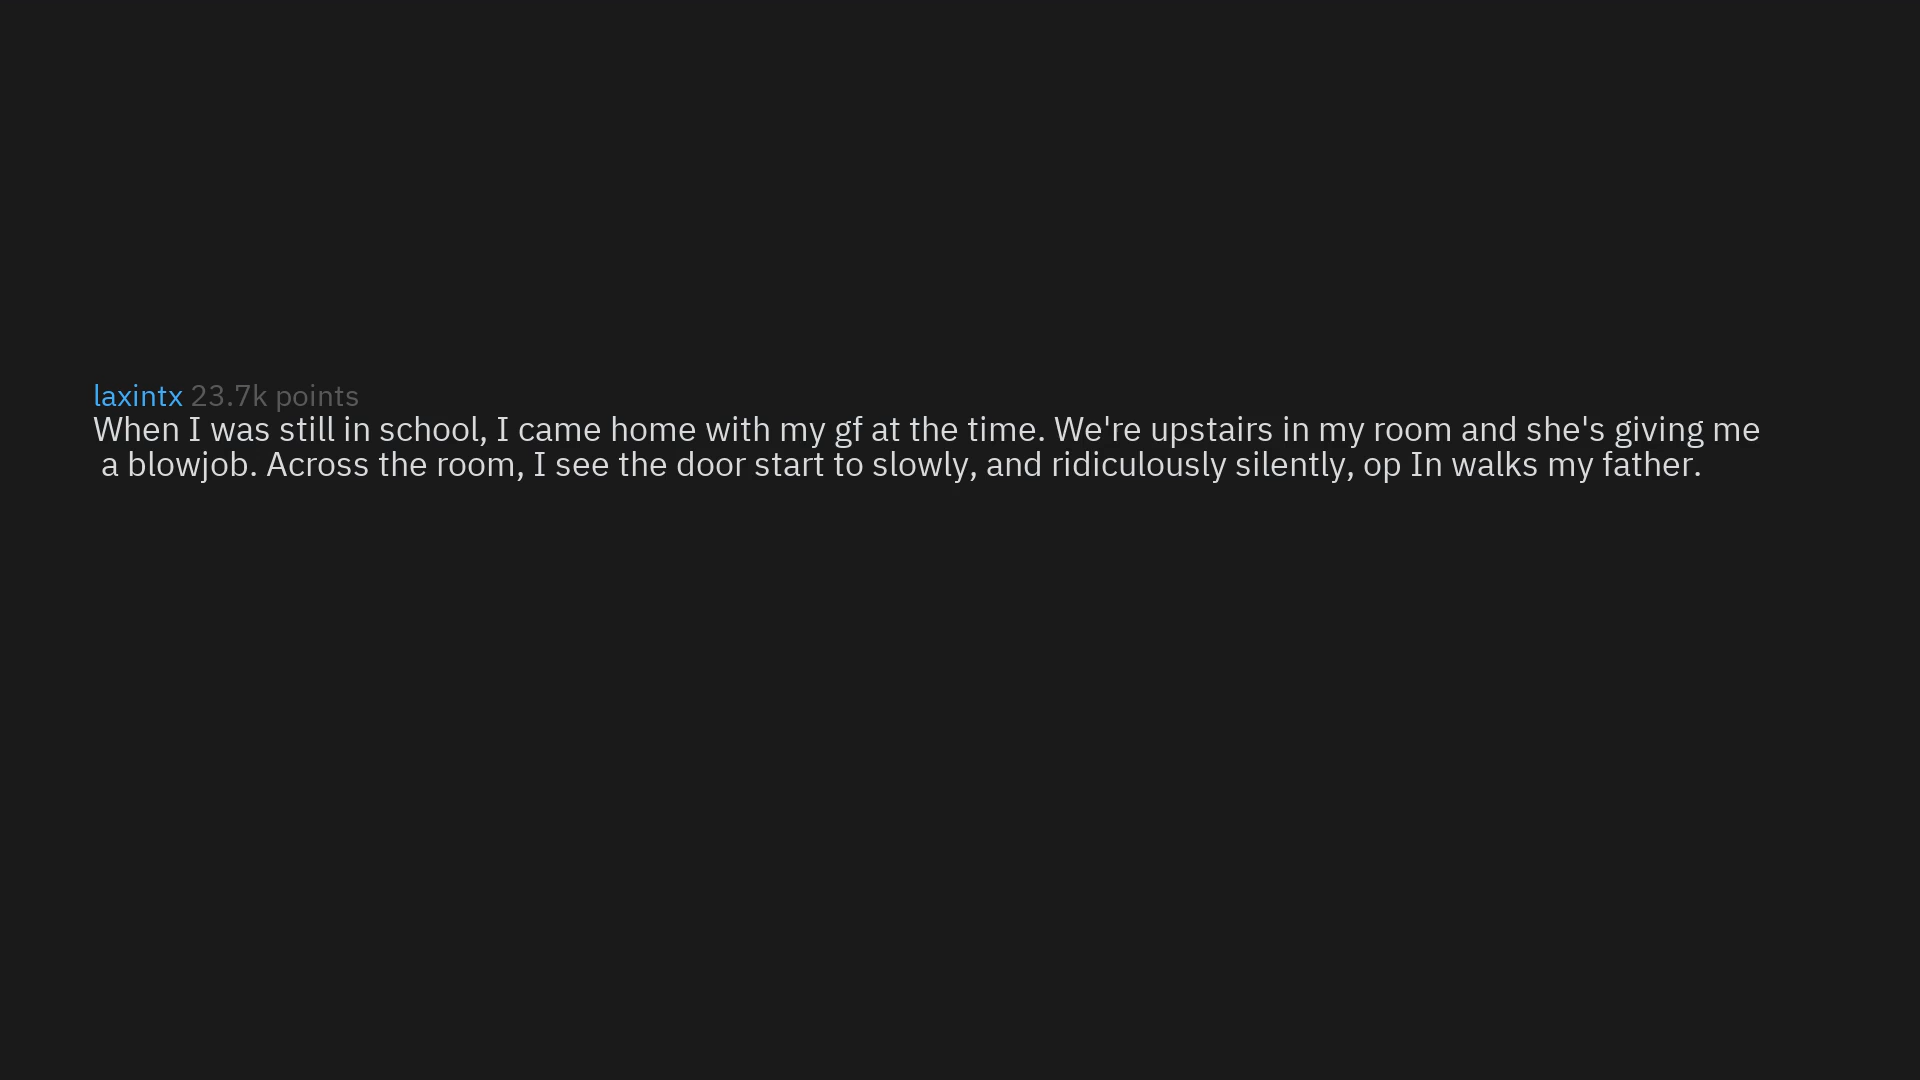 laxintx 23.7k points
When I was still in school, I came home with my gf at the time. We're upstairs in my room and she's giving me
a blowjob. Across the room, I see the door start to slowly, and ridiculously silently, op In walks my father.